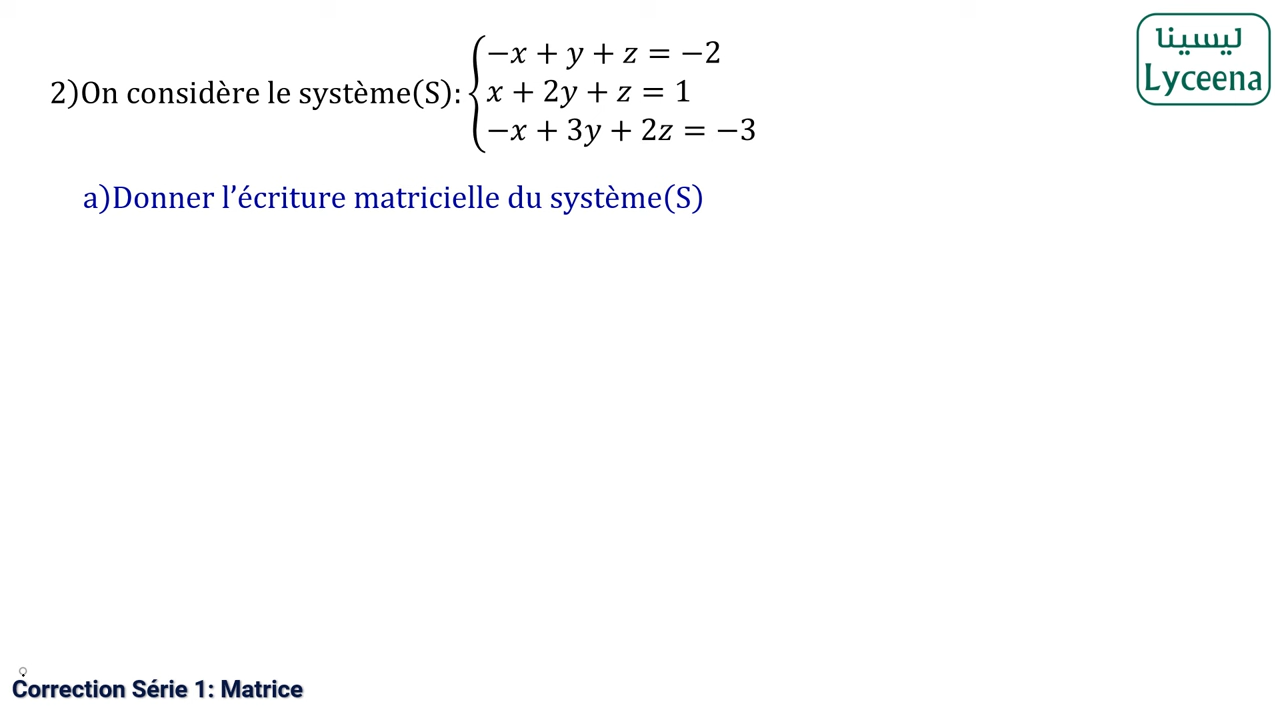 ليسينا
Lyceena
−x + y + z = −2
2)On considère le système(S): x + 2y + z = 1
−x + 3y + 2z = −3
a)Donner l’écriture matricielle du système(S)
Correction Série 1: Matrice